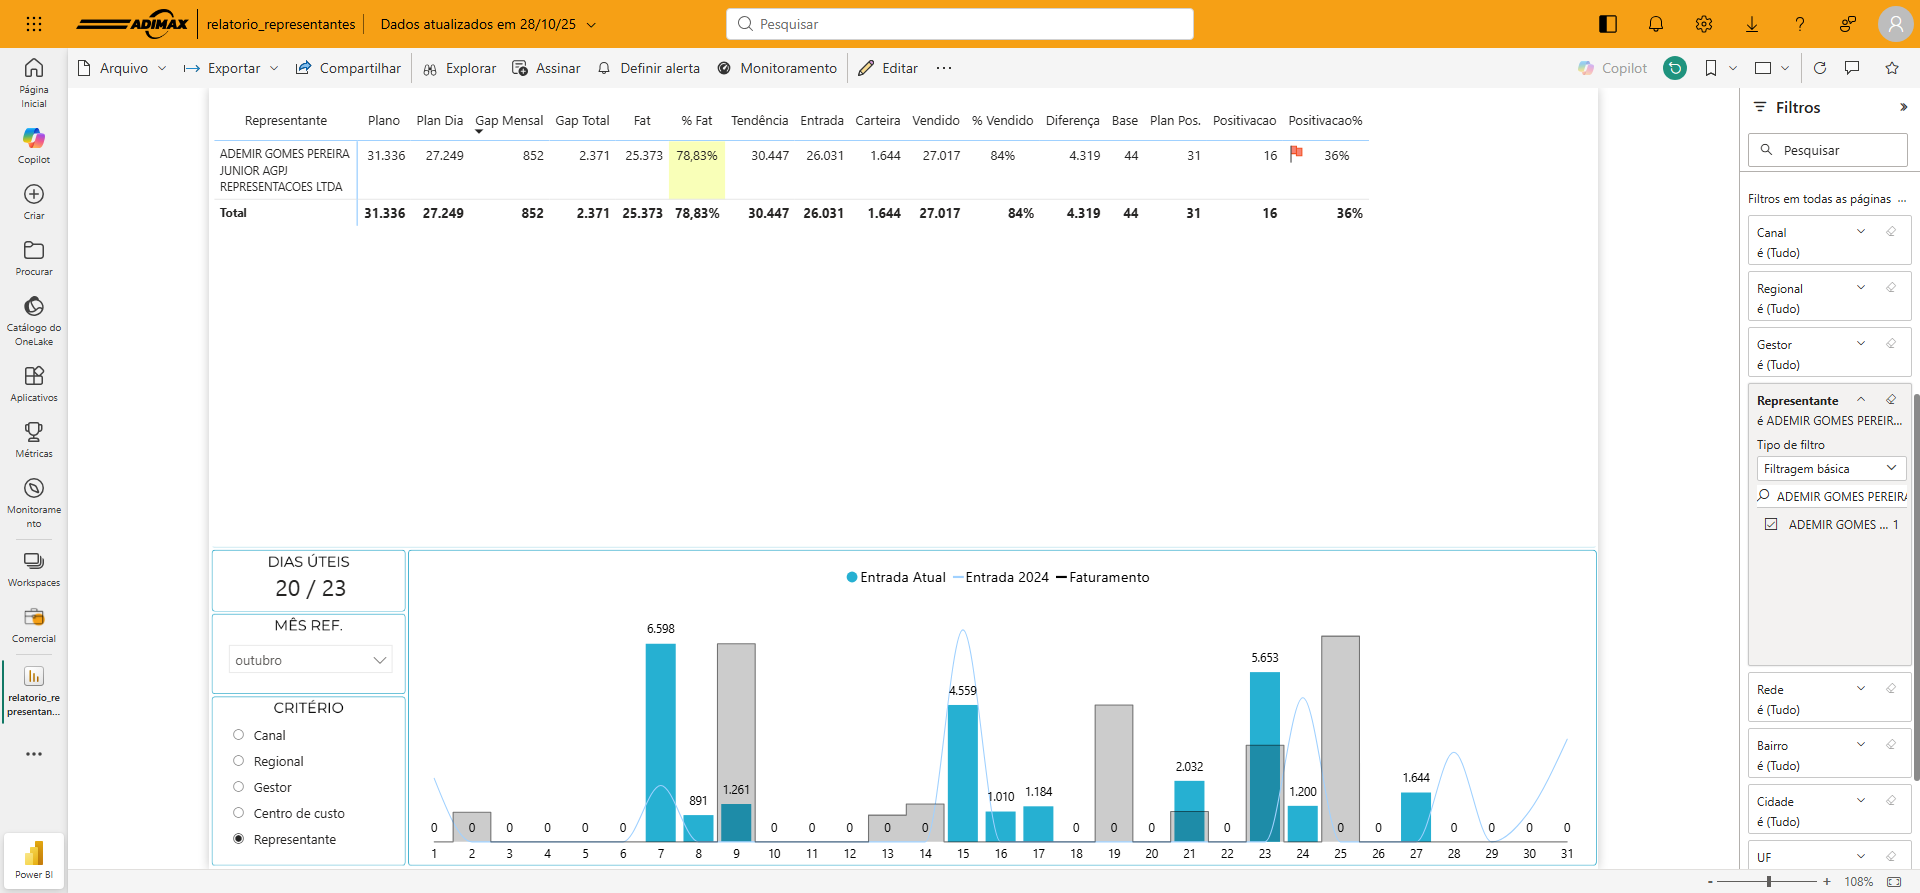 ADIMAX
relatorio_representantes
Dados atualizados em 28/10/25
Pesquisar
Arquivo
Exportar
Compartilhar
Explorar
Assinar
Definir alerta
Monitoramento
Editar
...
Copilot
Página
Inicial
Copilot
Criar
Procurar
Catálogo do
OneLake
Aplicativos
Métricas
Monitorame
nto
Workspaces
Comercial
relatorio_re
presentan...
Power BI
Representante Plano Plan Dia Gap Mensal Gap Total Fat % Fat Tendência Entrada Carteira Vendido % Vendido Diferença Base Plan Pos. Positivacao Positivacao%
ADEMIR GOMES PEREIRA 31.336 27.249 852 2.371 25.373 78,83% 30.447 26.031 1.644 27.017 84% 4.319 44 31 16 36%
JUNIOR AGPJ
REPRESENTACOES LTDA
Total 31.336 27.249 852 2.371 25.373 78,83% 30.447 26.031 1.644 27.017 84% 4.319 44 31 16 36%
DIAS ÚTEIS
20 / 23
MÊS REF.
outubro
CRITÉRIO
Canal
Regional
Gestor
Centro de custo
Representante
Entrada Atual Entrada 2024 Faturamento
0 0 0 0 0 0 6.598 891 1.261 0 0 0 0 0 4.559 1.010 1.184 0 0 0 2.032 0 5.653 1.200 0 0 1.644 0 0 0 0
1 2 3 4 5 6 7 8 9 10 11 12 13 14 15 16 17 18 19 20 21 22 23 24 25 26 27 28 29 30 31
Filtros
Pesquisar
Filtros em todas as páginas ...
Canal
é (Tudo)
Regional
é (Tudo)
Gestor
é (Tudo)
Representante
é ADEMIR GOMES PEREIR...
Tipo de filtro
Filtragem básica
ADEMIR GOMES PEREIRA
ADEMIR GOMES ... 1
Rede
é (Tudo)
Bairro
é (Tudo)
Cidade
é (Tudo)
UF
- + 108%